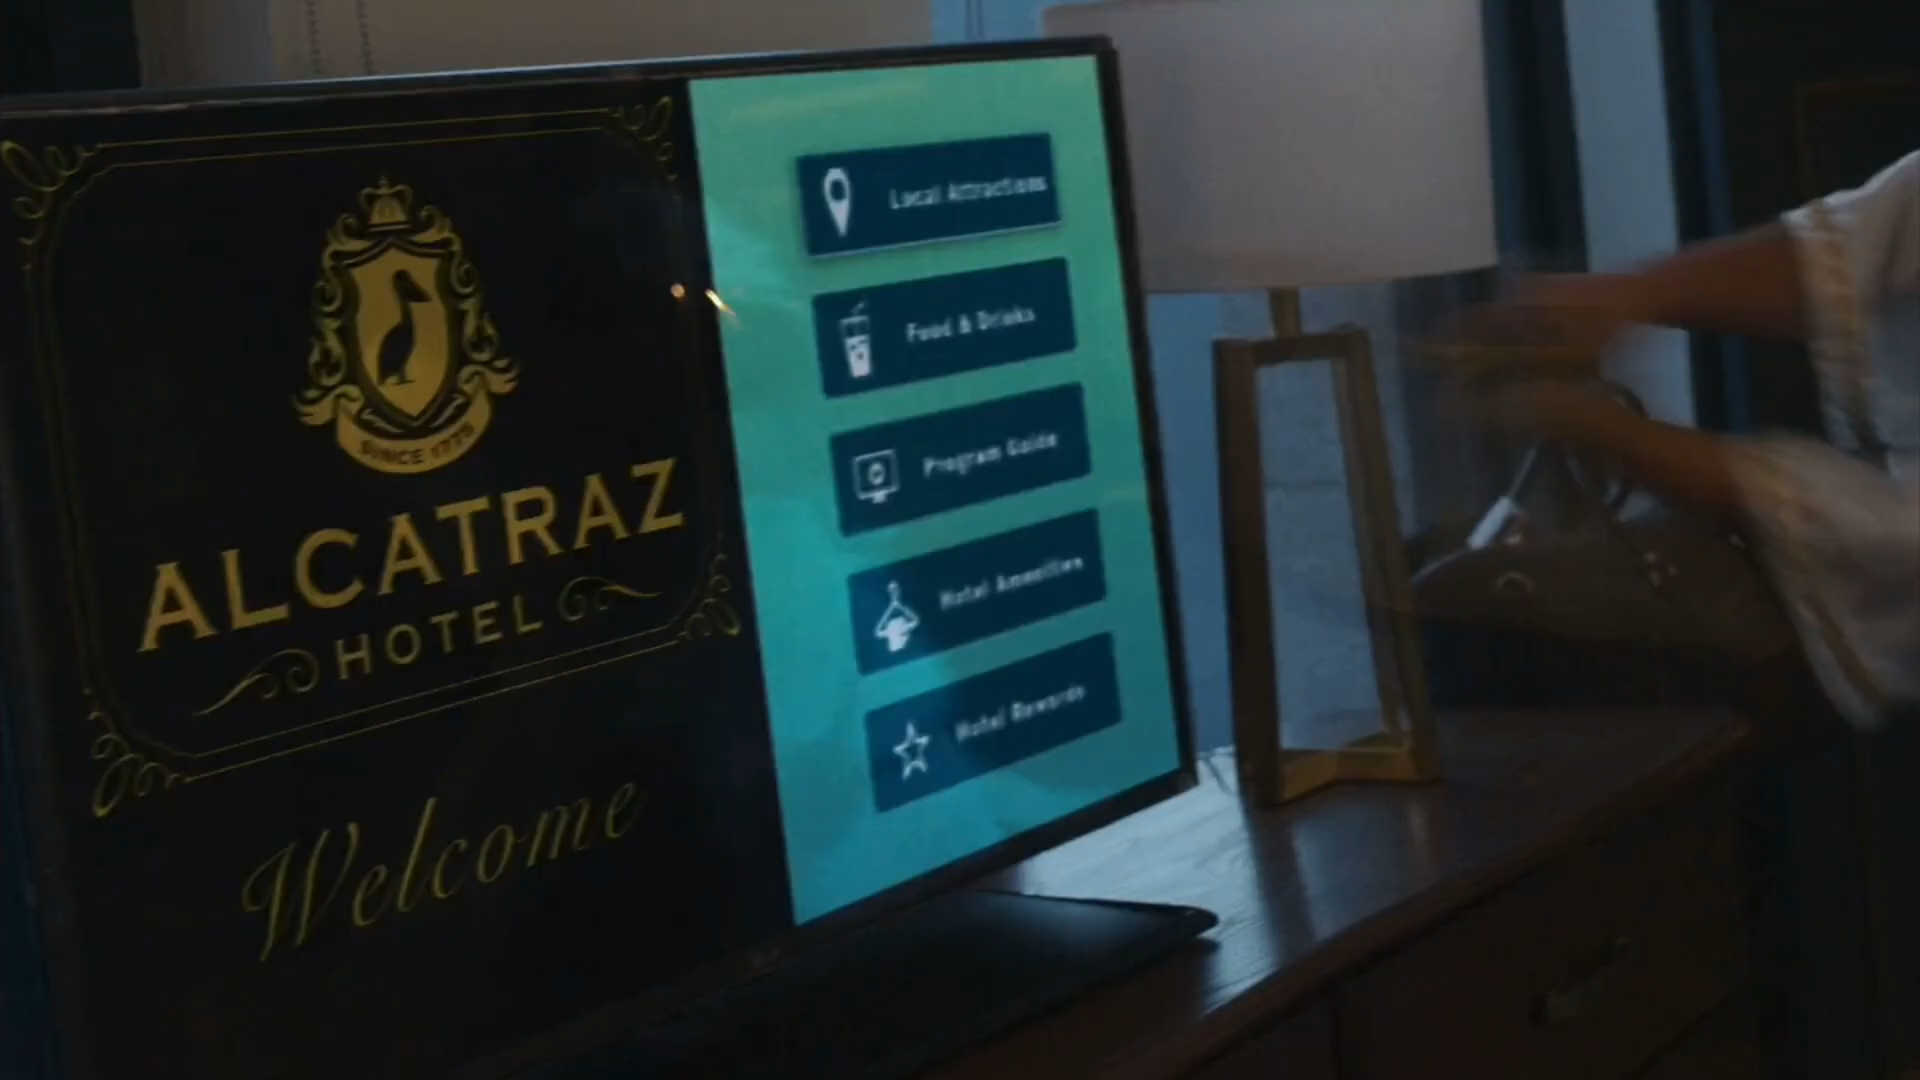 SINCE 1775
ALCATRAZ
HOTEL
Welcome
Local Attractions
Food & Drinks
Program Guide
Hotel Amenities
Hotel Rewards